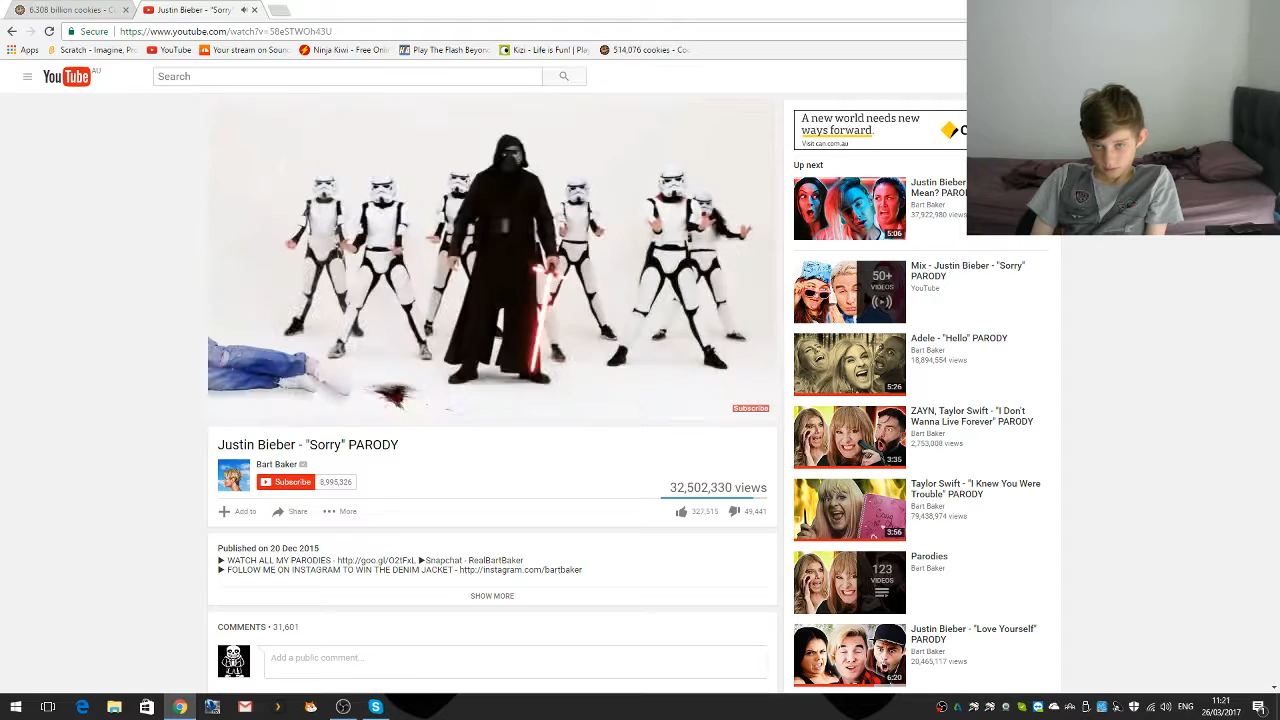 6.308 billion cookies - Co
Justin Bieber - "Sorry"
Secure
https://www.youtube.com/watch?v=58eSTWOh43U
Apps
Scratch - Imagine, Pro
YouTube
Your stream on Sound
Ninja Kiwi - Free Onlin
Play The Flash Beyond
Kizi - Life is Fun! | Play
514,076 cookies - Coo
YouTube AU
Search
A new world needs new
ways forward.
Visit can.com.au
Up next
Justin Bieber
Mean? PARO
Bart Baker
37,922,980 views
5:06
Mix - Justin Bieber - "Sorry"
PARODY
YouTube
50+
VIDEOS
Adele - "Hello" PARODY
Bart Baker
18,894,554 views
5:26
Subscribe
ZAYN, Taylor Swift - "I Don't
Wanna Live Forever" PARODY
Bart Baker
2,753,008 views
3:35
Justin Bieber - "Sorry" PARODY
Bart Baker
Subscribe 8,995,326
32,502,330 views
Add to Share More
327,515 49,441
Taylor Swift - "I Knew You Were
Trouble" PARODY
Bart Baker
79,438,974 views
3:56
Published on 20 Dec 2015
▶ WATCH ALL MY PARODIES - http://goo.gl/O2tFxL ▶Snapchat - RealBartBaker
▶ FOLLOW ME ON INSTAGRAM TO WIN THE DENIM JACKET - http://instagram.com/bartbaker
SHOW MORE
Parodies
Bart Baker
123
VIDEOS
COMMENTS • 31,601
Add a public comment...
Justin Bieber - "Love Yourself"
PARODY
Bart Baker
20,465,117 views
6:20
ENG
11:21
26/03/2017